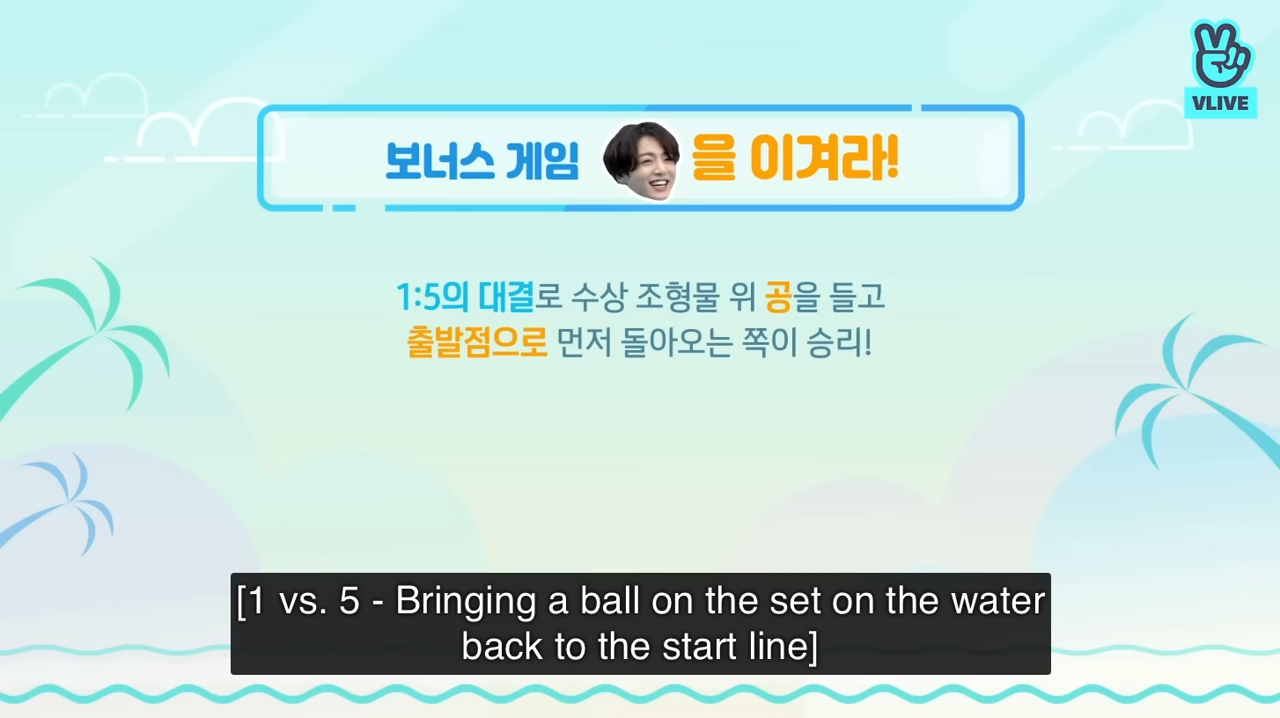 VLIVE
보너스 게임 을 이겨라!
1:5의 대결로 수상 조형물 위 공을 들고
출발점으로 먼저 돌아오는 쪽이 승리!
[1 vs. 5 - Bringing a ball on the set on the water
back to the start line]